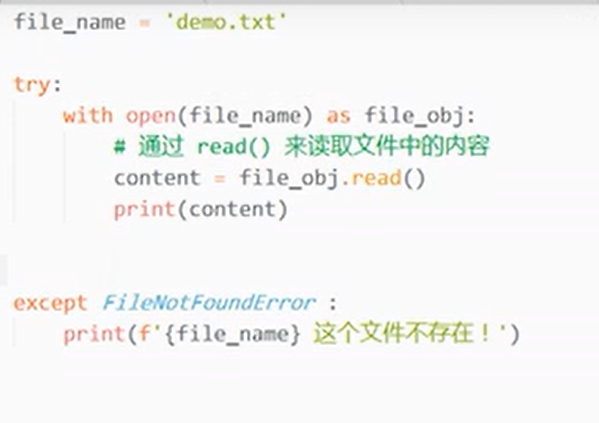 file_name = 'demo.txt'
try:
with open(file_name) as file_obj:
# 通过 read() 来读取文件中的内容
content = file_obj.read()
print(content)
except FileNotFoundError :
print(f'{file_name} 这个文件不存在！')